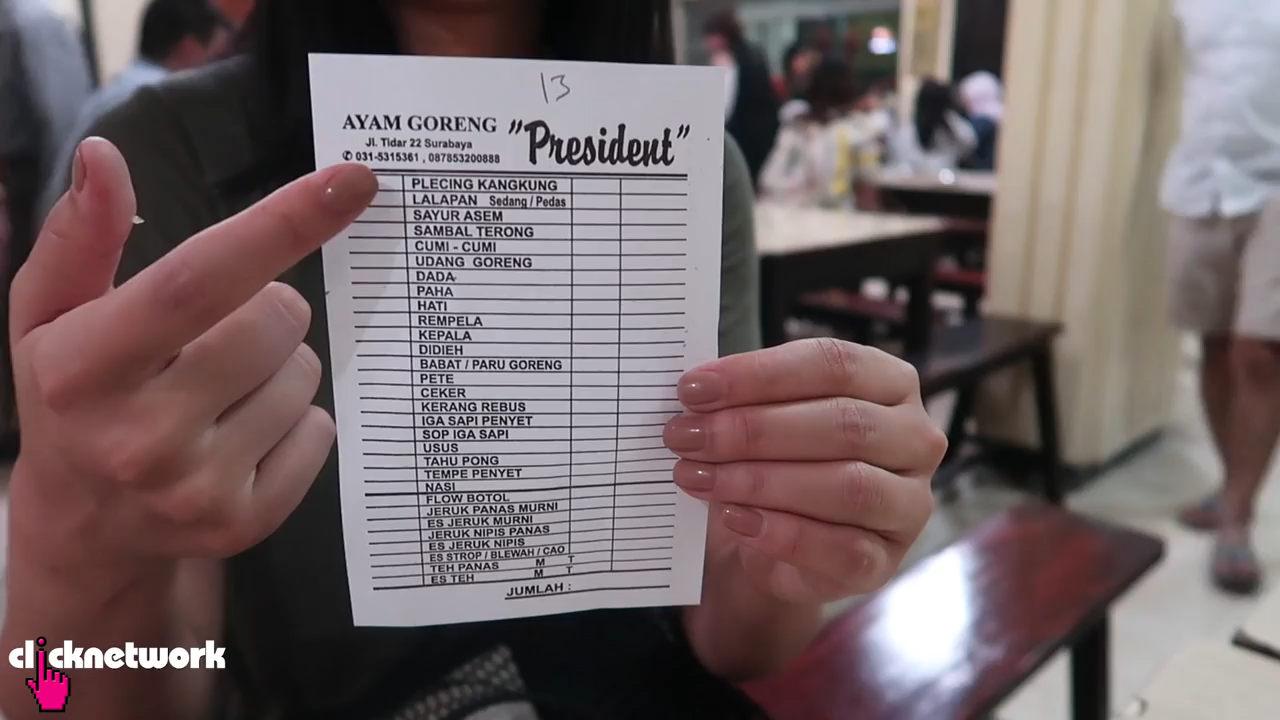 13
AYAM GORENG "President"
Jl. Tidar 22 Surabaya
✆ 031-5315361 , 087853200888
PLECING KANGKUNG
LALAPAN Sedang / Pedas
SAYUR ASEM
SAMBAL TERONG
CUMI - CUMI
UDANG GORENG
DADA
PAHA
HATI
REMPELA
KEPALA
DIDIEH
BABAT / PARU GORENG
PETE
CEKER
KERANG REBUS
IGA SAPI PENYET
SOP IGA SAPI
USUS
TAHU PONG
TEMPE PENYET
NASI
FLOW BOTOL
JERUK PANAS MURNI
ES JERUK MURNI
JERUK NIPIS PANAS
ES JERUK NIPIS
ES STROP / BLEWAH / CAO
TEH PANAS M T
ES TEH M T
JUMLAH :
clicknetwork